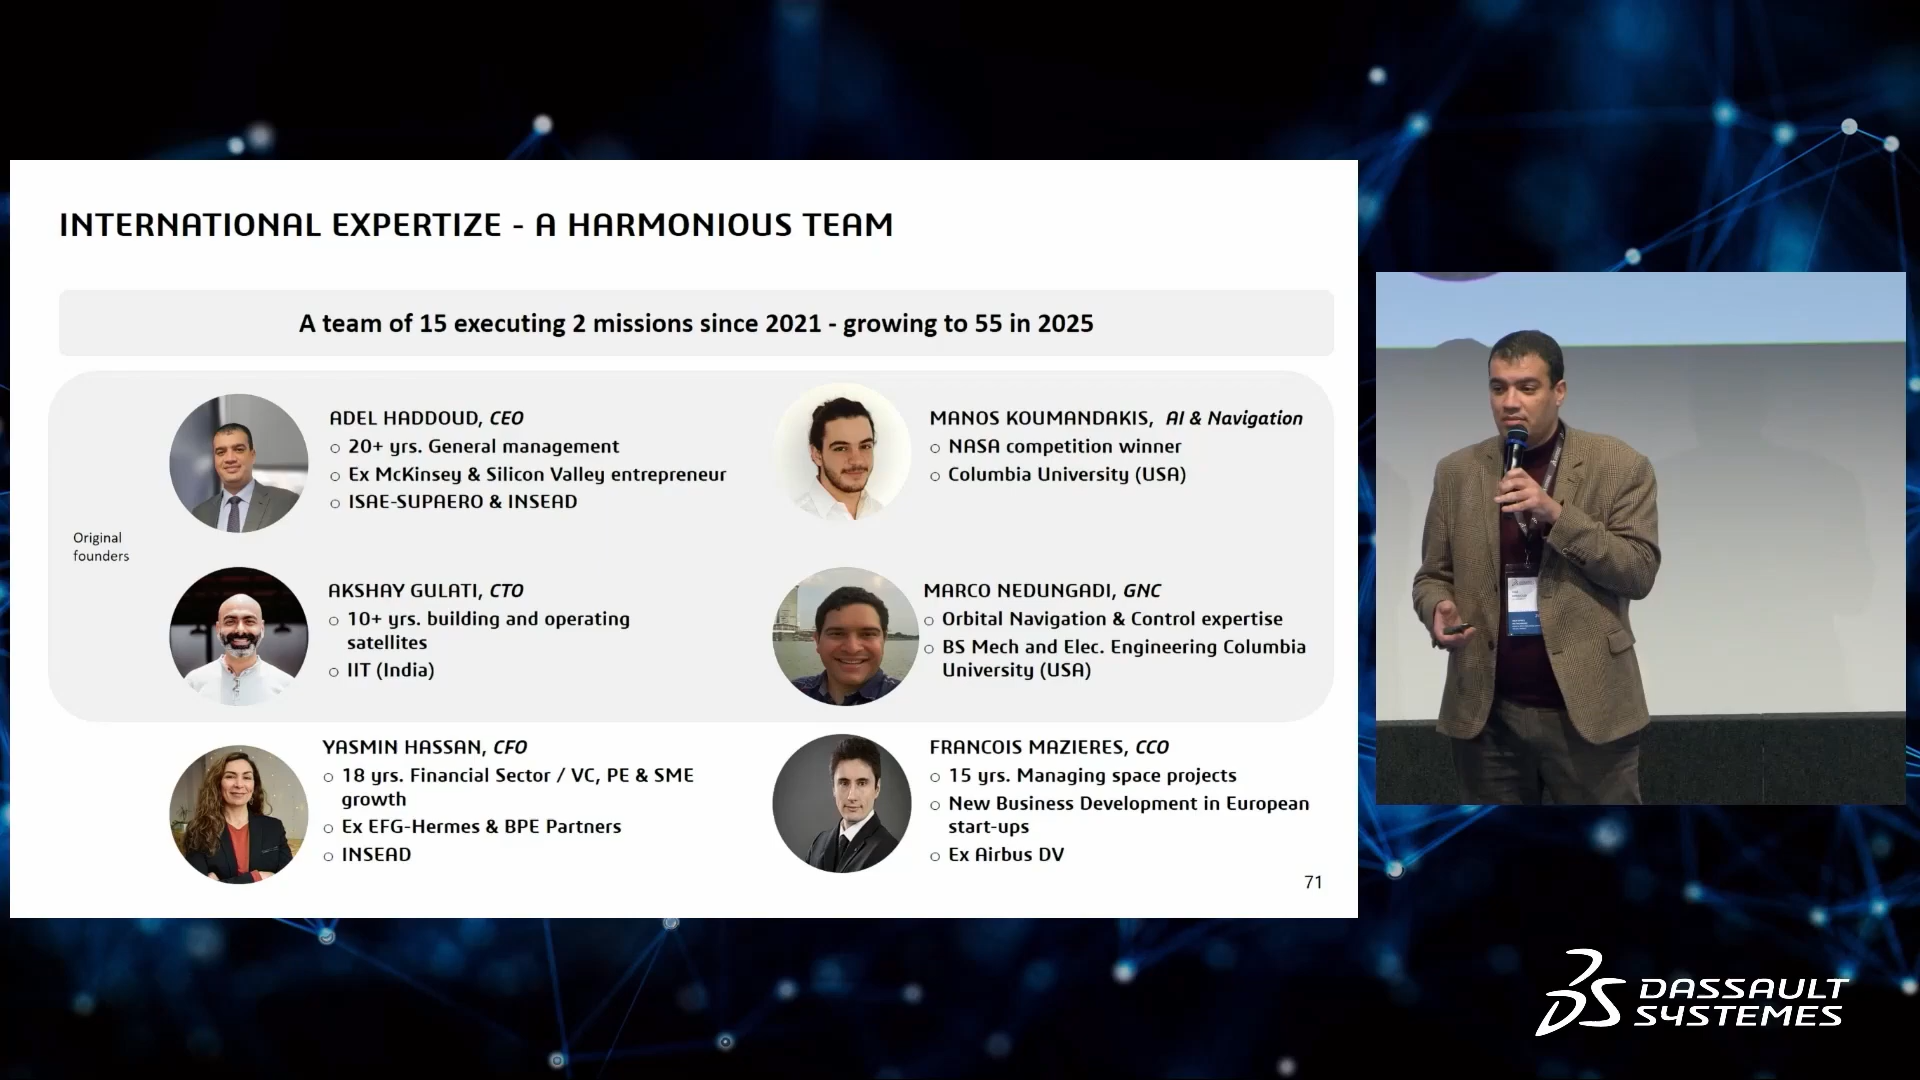 INTERNATIONAL EXPERTIZE - A HARMONIOUS TEAM
A team of 15 executing 2 missions since 2021 - growing to 55 in 2025
Original
founders
ADEL HADDOUD, CEO
20+ yrs. General management
Ex McKinsey & Silicon Valley entrepreneur
ISAE-SUPAERO & INSEAD
MANOS KOUMANDAKIS, AI & Navigation
NASA competition winner
Columbia University (USA)
AKSHAY GULATI, CTO
10+ yrs. building and operating
satellites
IIT (India)
MARCO NEDUNGADI, GNC
Orbital Navigation & Control expertise
BS Mech and Elec. Engineering Columbia
University (USA)
YASMIN HASSAN, CFO
18 yrs. Financial Sector / VC, PE & SME
growth
Ex EFG-Hermes & BPE Partners
INSEAD
FRANCOIS MAZIERES, CCO
15 yrs. Managing space projects
New Business Development in European
start-ups
Ex Airbus DV
71
DASSAULT
SYSTEMES